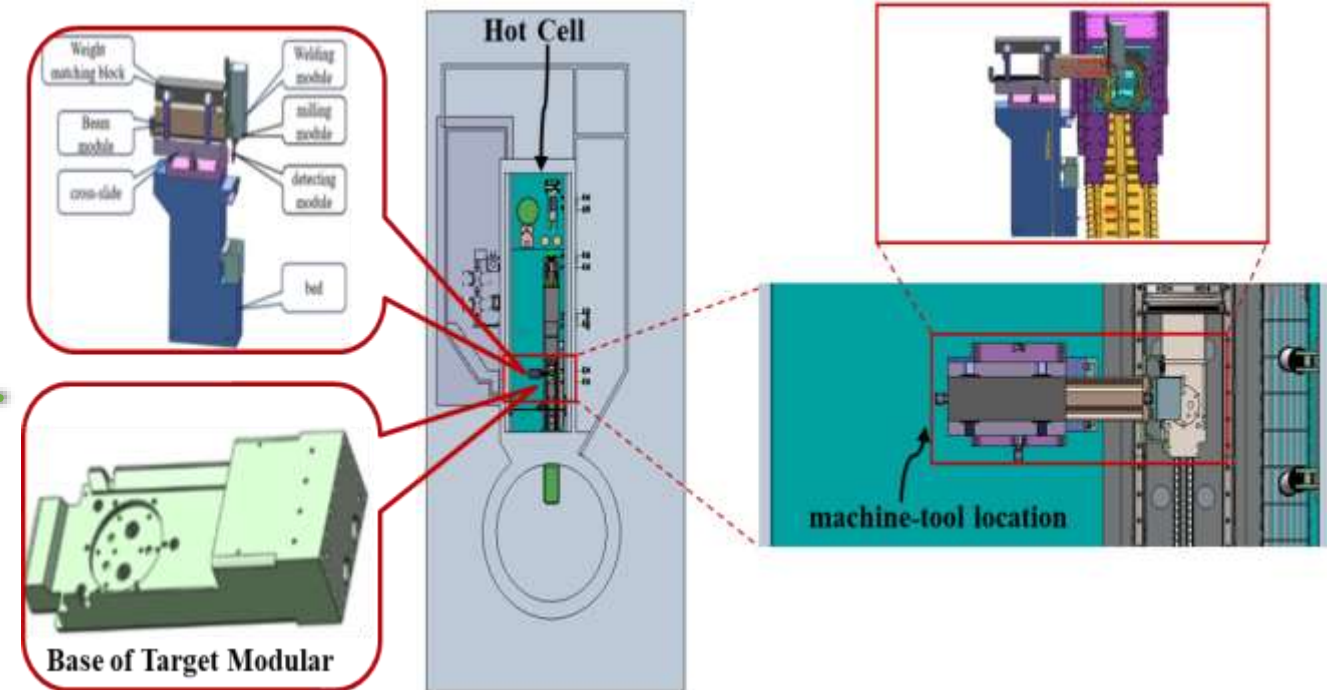 Hot Cell
Weight
matching block
Beam
module
cross-slide
Welding
module
milling
module
detecting
module
bed
Base of Target Modular
machine-tool location